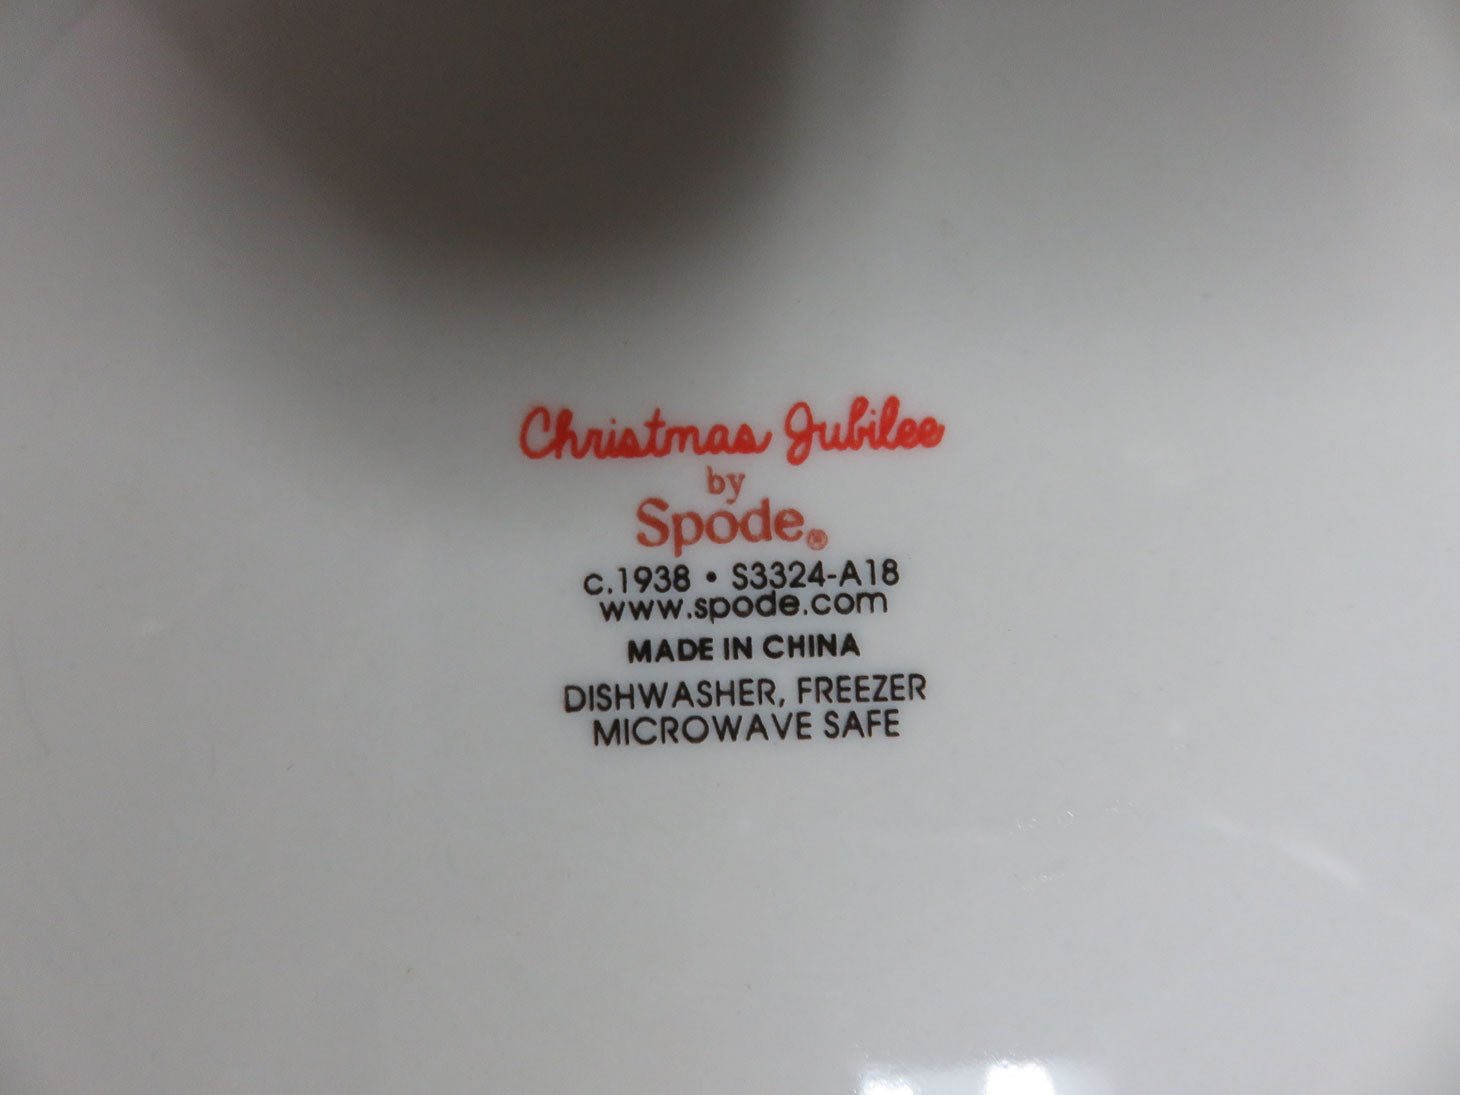 Christmas Jubilee
by
Spode®
c.1938 • S3324-A18
www.spode.com
MADE IN CHINA
DISHWASHER, FREEZER
MICROWAVE SAFE